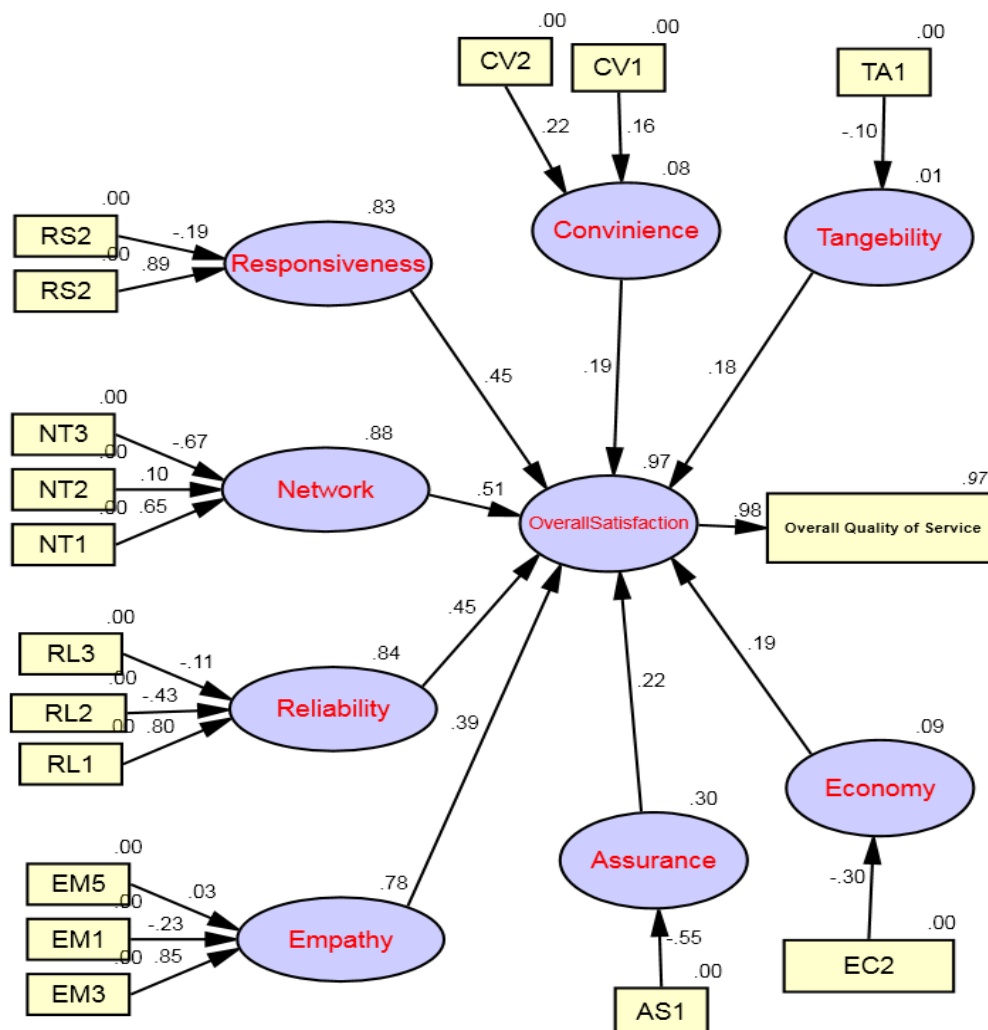 .00
.00
.00
CV2
CV1
TA1
.22
.16
-.10
.08
.01
.00
.83
RS2
-.19
Convinience
Tangebility
.00
Responsiveness
RS2
.89
.45
.19
.18
.00
NT3
-.67
.88
.97
.97
.00
NT2
.10
Network
.51
OverallSatisfaction
.98
Overall Quality of Service
.00
.65
NT1
.00
RL3
-.11
.84
.45
.19
.00
RL2
-.43
Reliability
.22
.00
.80
.39
RL1
.09
Economy
.30
.00
Assurance
EM5
.03
.78
-.30
.00
EM1
-.23
Empathy
-.55
.00
.00
.85
EM3
.00
EC2
AS1